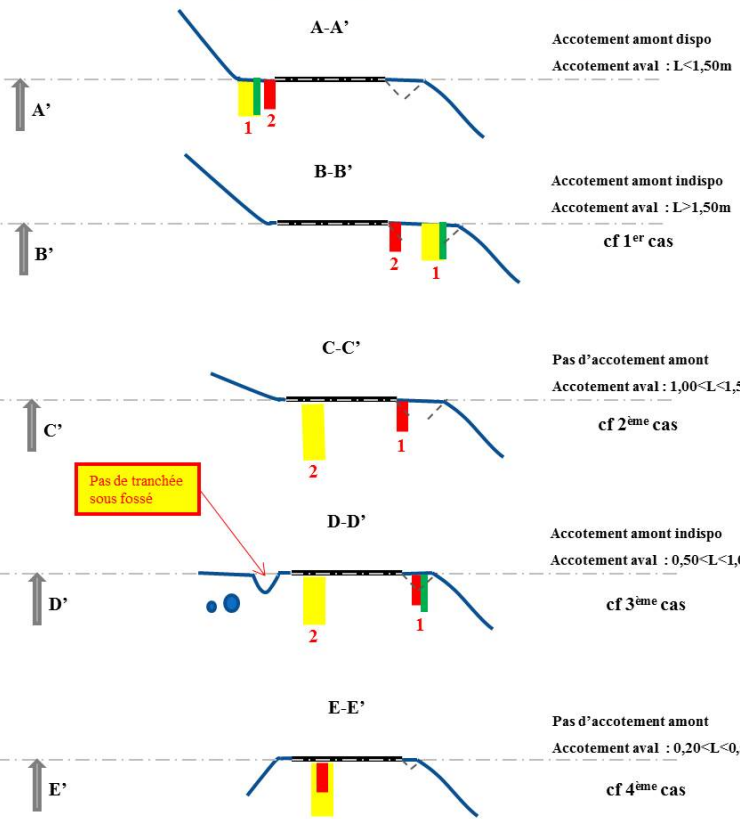 A-A’
Accotement amont dispo
Accotement aval : L<1,50m
A’
1
2
B-B’
Accotement amont indispo
Accotement aval : L>1,50m
cf 1er cas
B’
2
1
C-C’
Pas d’accotement amont
Accotement aval : 1,00<L<1,5
cf 2ème cas
C’
1
2
Pas de tranchée
sous fossé
D-D’
Accotement amont indispo
Accotement aval : 0,50<L<1,0
cf 3ème cas
D’
2
1
E-E’
Pas d’accotement amont
Accotement aval : 0,20<L<0,
cf 4ème cas
E’
1
2